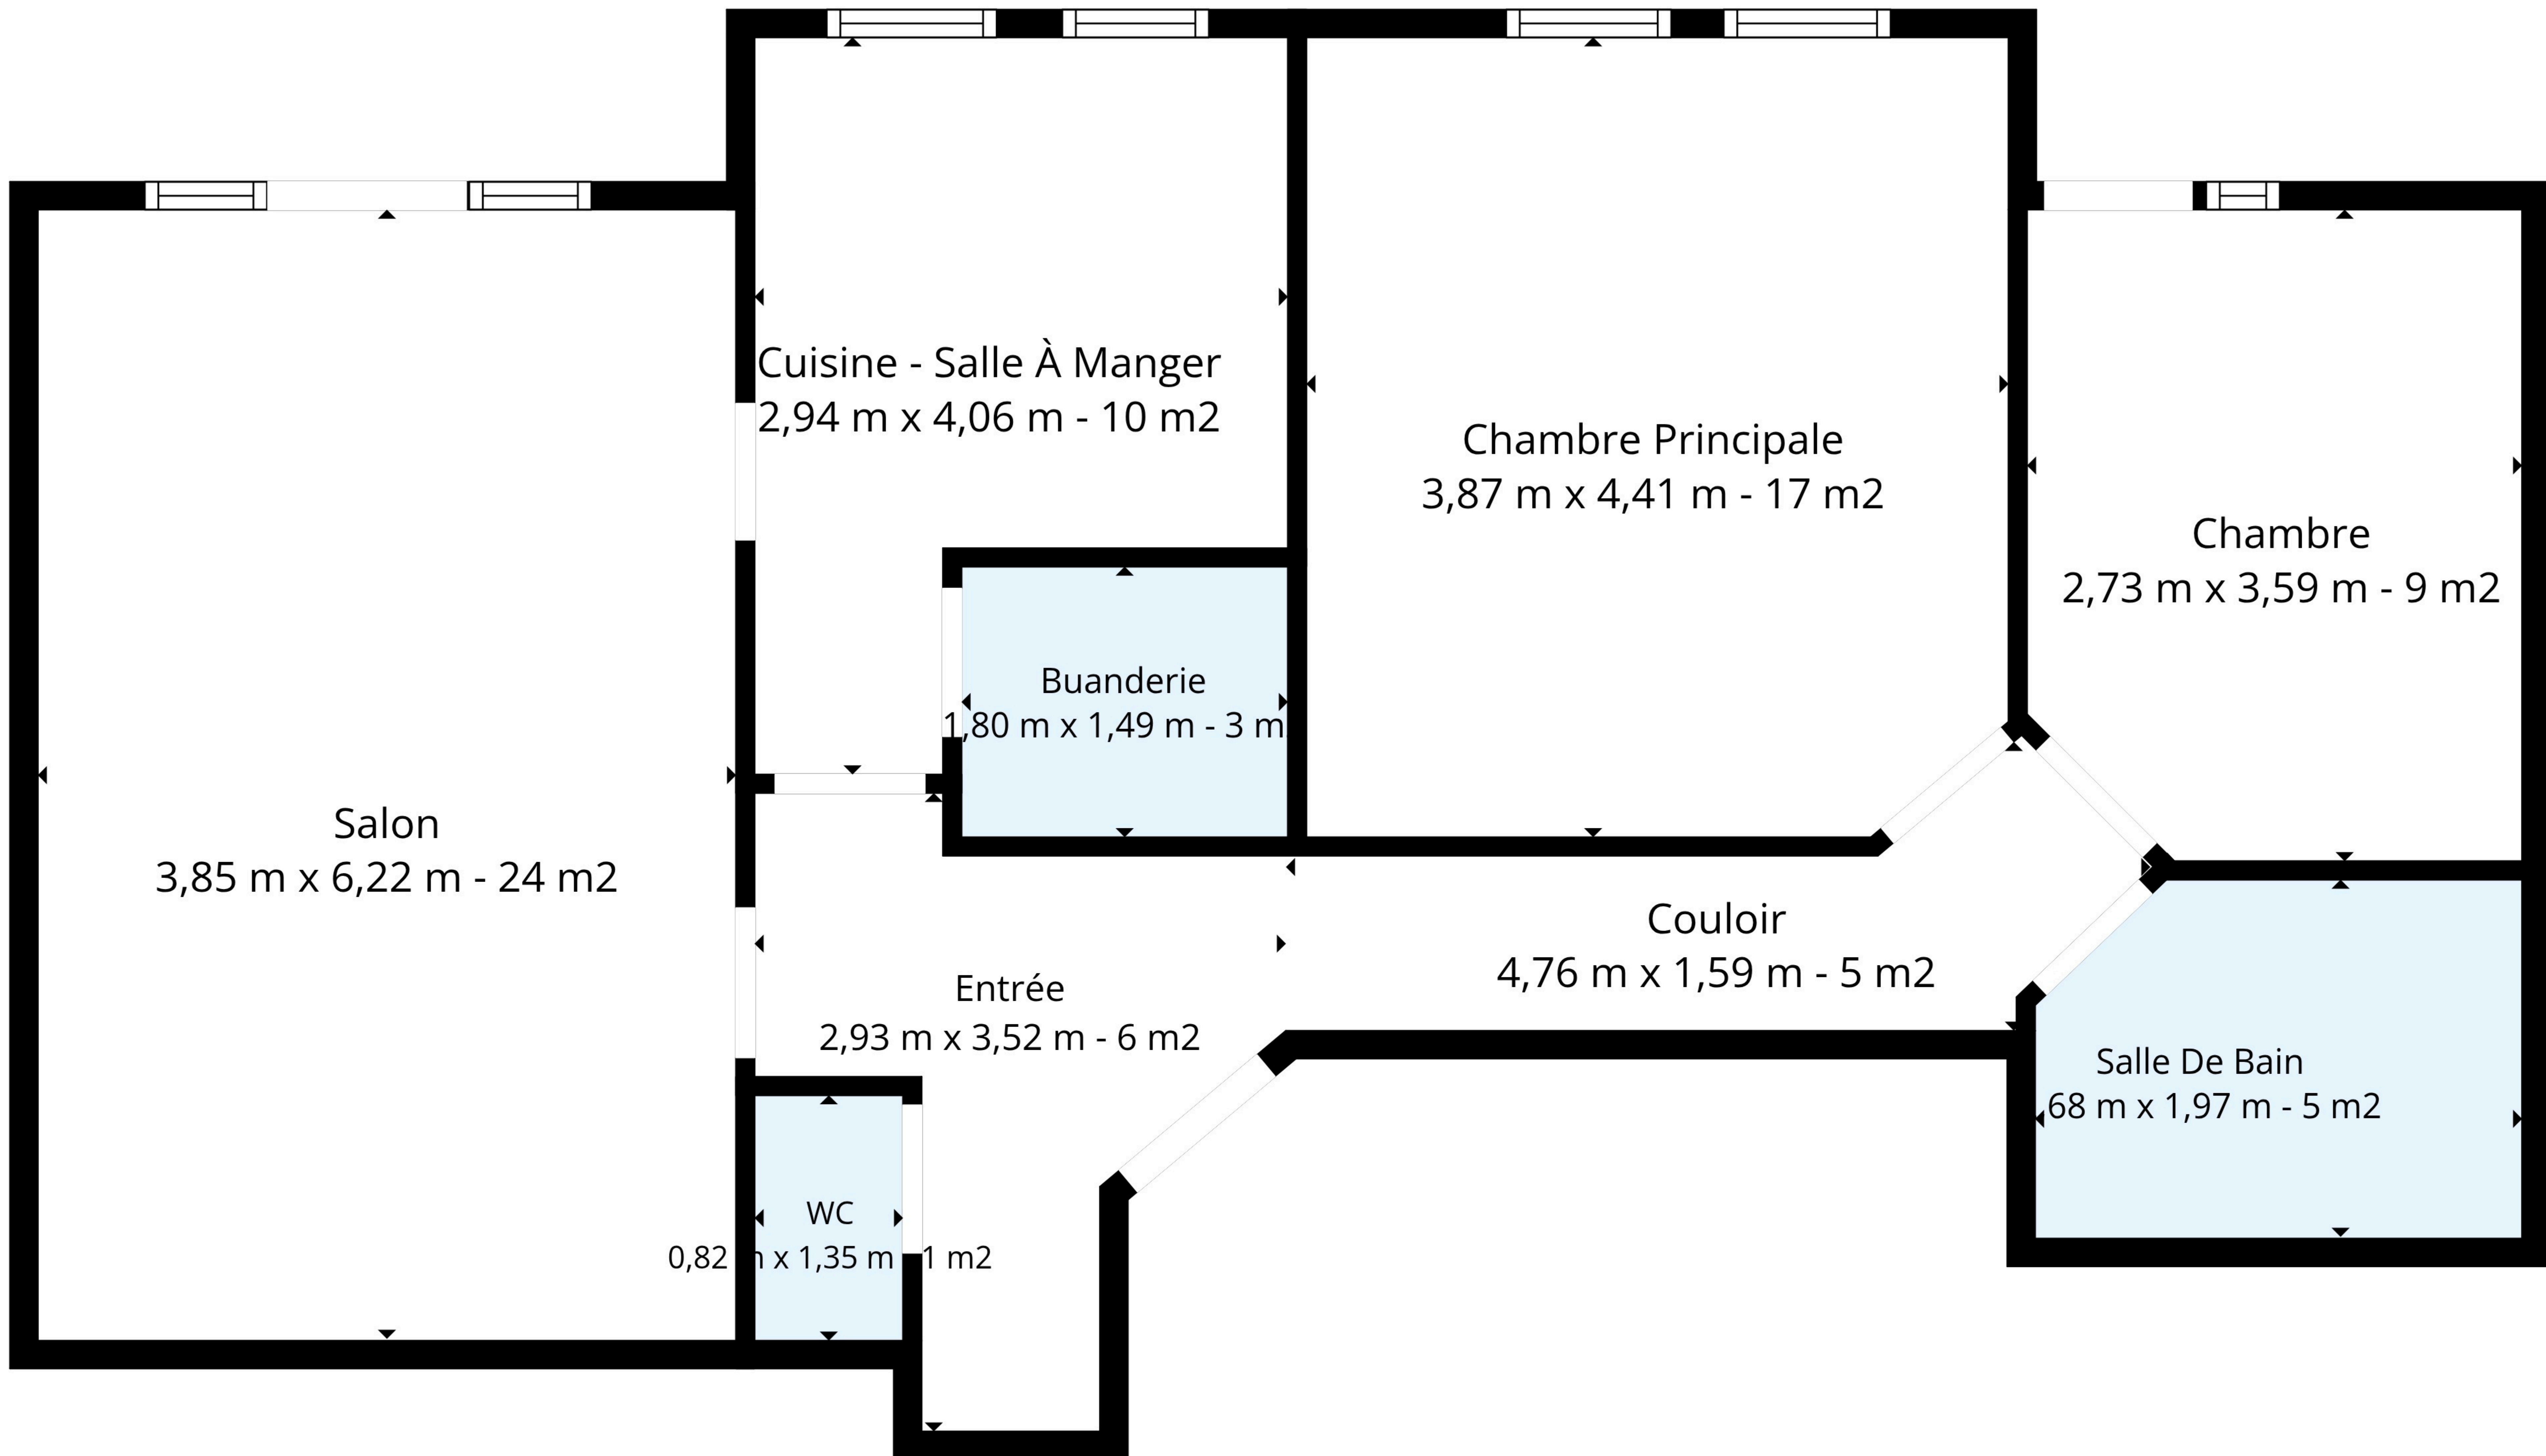 Cuisine - Salle À Manger
2,94 m x 4,06 m - 10 m2
Chambre Principale
3,87 m x 4,41 m - 17 m2
Chambre
2,73 m x 3,59 m - 9 m2
Buanderie
1,80 m x 1,49 m - 3 m
Salon
3,85 m x 6,22 m - 24 m2
Couloir
4,76 m x 1,59 m - 5 m2
Entrée
2,93 m x 3,52 m - 6 m2
Salle De Bain
68 m x 1,97 m - 5 m2
WC
0,82 m x 1,35 m 1 m2